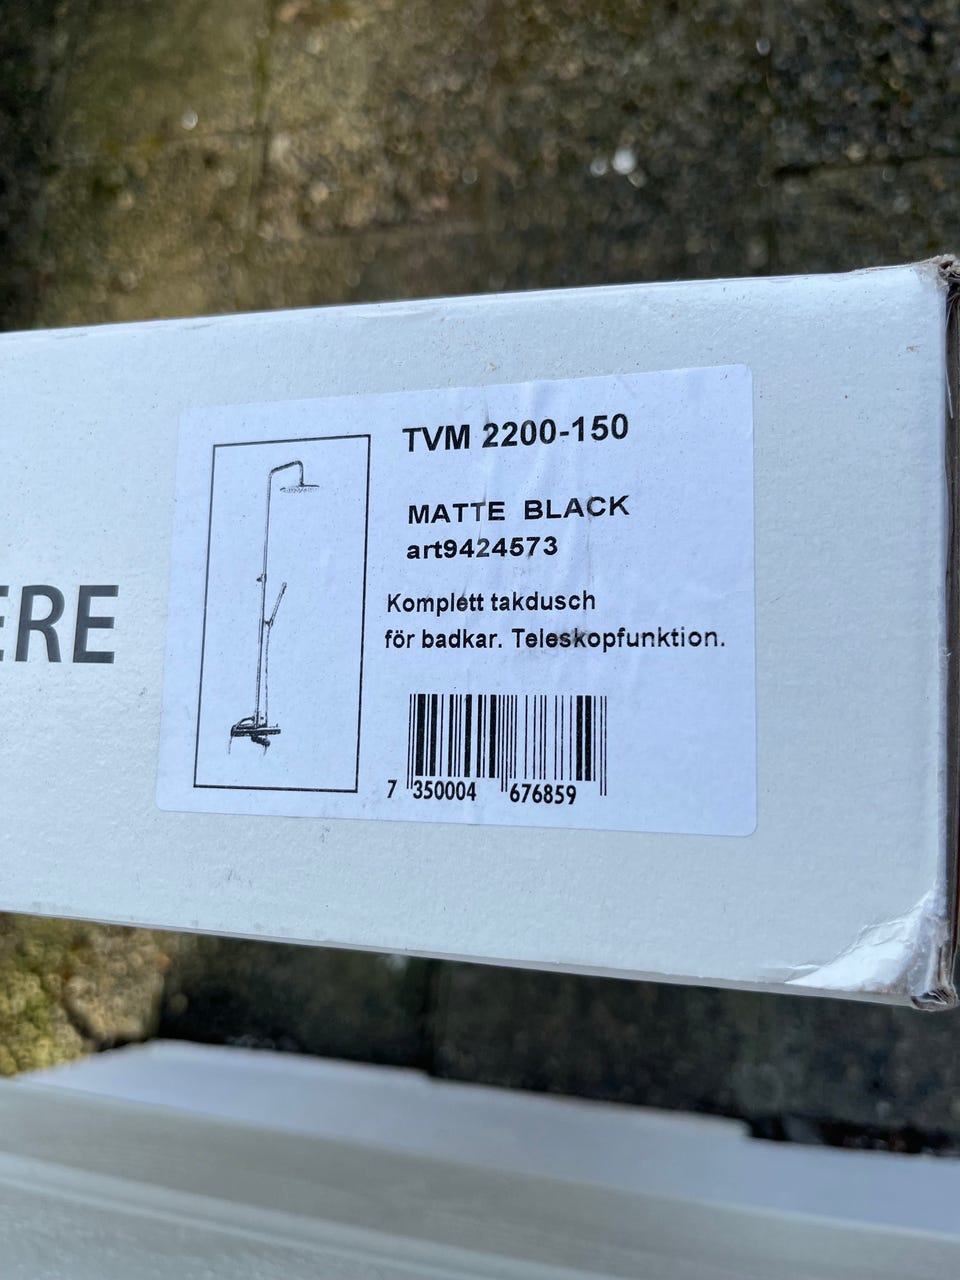 ERE
TVM 2200-150
MATTE BLACK
art9424573
Komplett takdusch
för badkar. Teleskopfunktion.
7 350004 676859